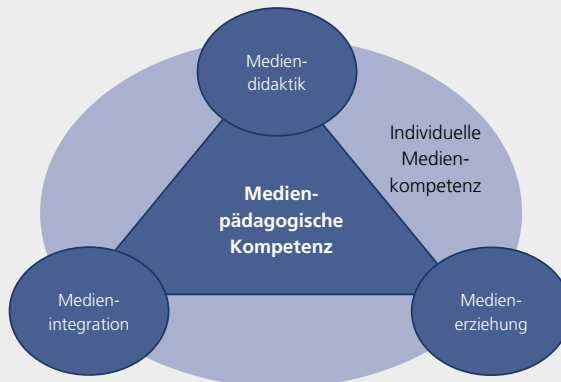 Medien-
didaktik
Individuelle
Medien-
kompetenz
Medien-
pädagogische
Kompetenz
Medien-
integration
Medien-
erziehung